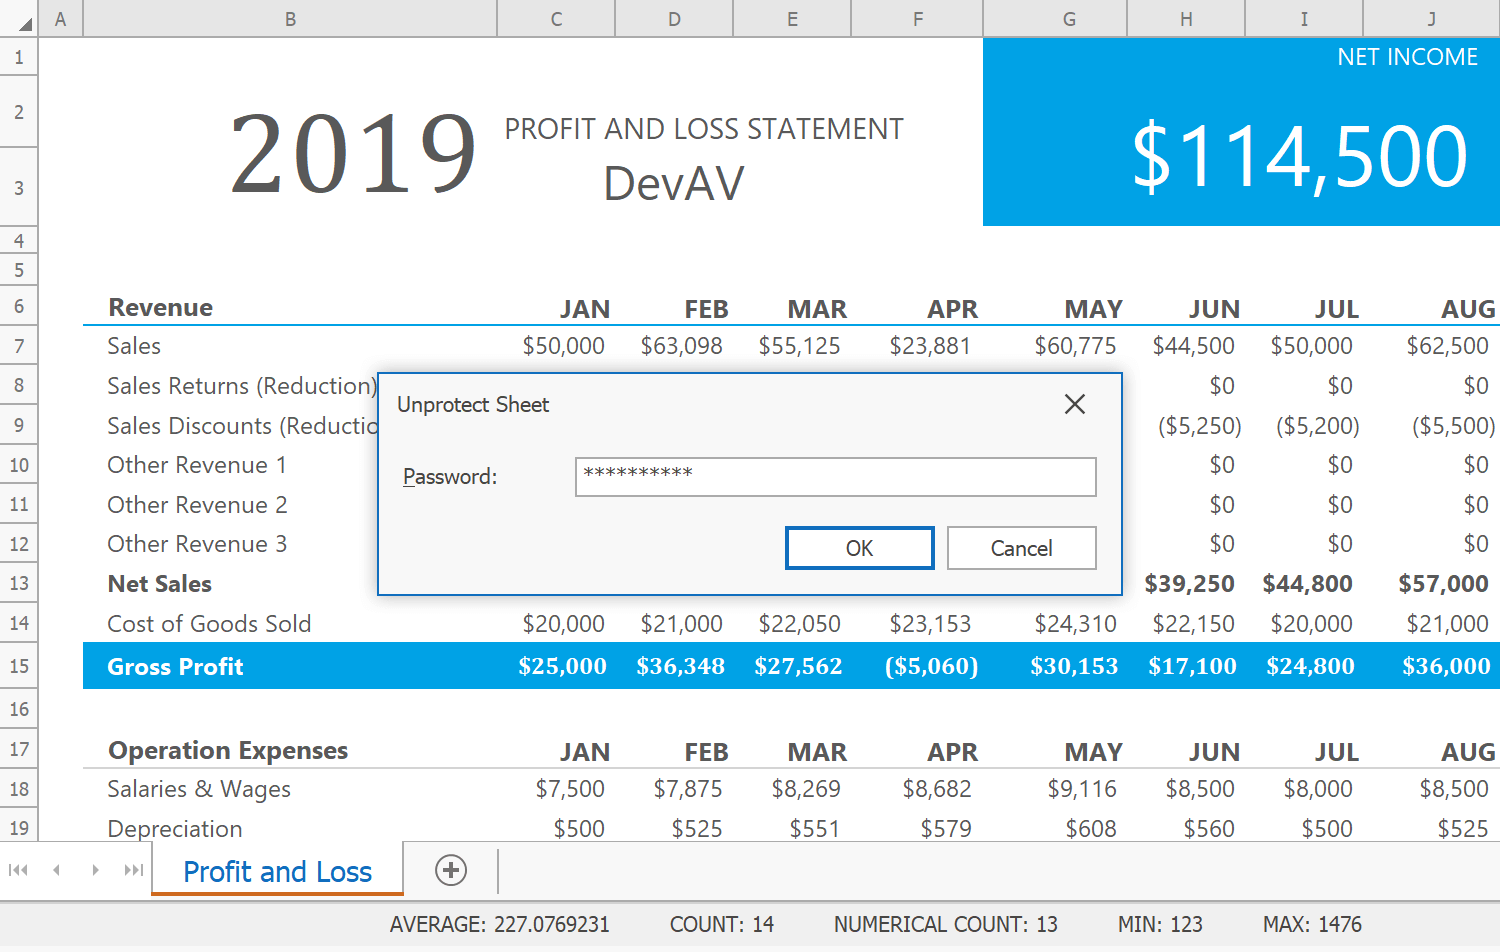 A B C D E F G H I J
1 NET INCOME
2 2019 PROFIT AND LOSS STATEMENT $114,500
3 DevAV
4
5
6 Revenue JAN FEB MAR APR MAY JUN JUL AUG
7 Sales $50,000 $63,098 $55,125 $23,881 $60,775 $44,500 $50,000 $62,500
8 Sales Returns (Reduction) $0 $0 $0
Unprotect Sheet
9 Sales Discounts (Reductio ($5,250) ($5,200) ($5,500)
10 Other Revenue 1 $0 $0 $0
Password: **********
11 Other Revenue 2 $0 $0 $0
12 Other Revenue 3 $0 $0 $0
OK Cancel
13 Net Sales $39,250 $44,800 $57,000
14 Cost of Goods Sold $20,000 $21,000 $22,050 $23,153 $24,310 $22,150 $20,000 $21,000
15 Gross Profit $25,000 $36,348 $27,562 ($5,060) $30,153 $17,100 $24,800 $36,000
16
17 Operation Expenses JAN FEB MAR APR MAY JUN JUL AUG
18 Salaries & Wages $7,500 $7,875 $8,269 $8,682 $9,116 $8,500 $8,000 $8,500
19 Depreciation $500 $525 $551 $579 $608 $560 $500 $525
Profit and Loss
AVERAGE: 227.0769231 COUNT: 14 NUMERICAL COUNT: 13 MIN: 123 MAX: 1476